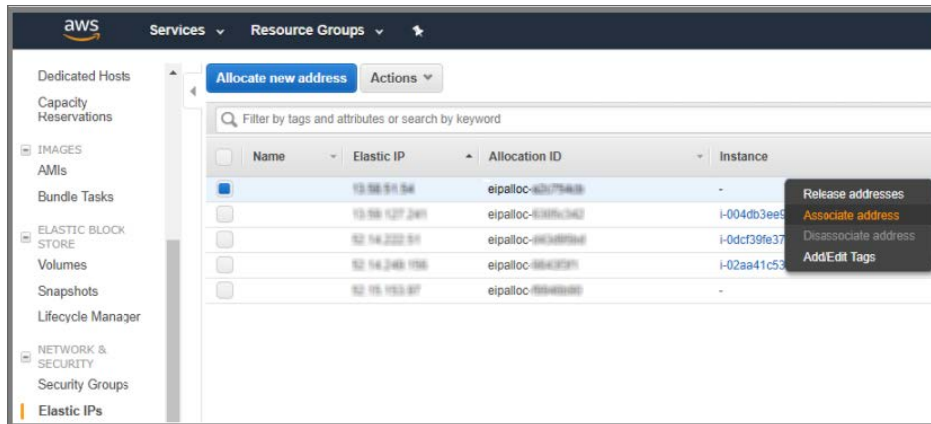 aws Services Resource Groups
Dedicated Hosts
Capacity
Reservations
IMAGES
AMIs
Bundle Tasks
ELASTIC BLOCK
STORE
Volumes
Snapshots
Lifecycle Manager
NETWORK &
SECURITY
Security Groups
Elastic IPs
Allocate new address Actions
Filter by tags and attributes or search by keyword
Name Elastic IP Allocation ID Instance
eipalloc- -
eipalloc- i-004db3ee9
eipalloc- i-0dcf39fe37
eipalloc- i-02aa41c53
eipalloc- -
Release addresses
Associate address
Disassociate address
Add/Edit Tags